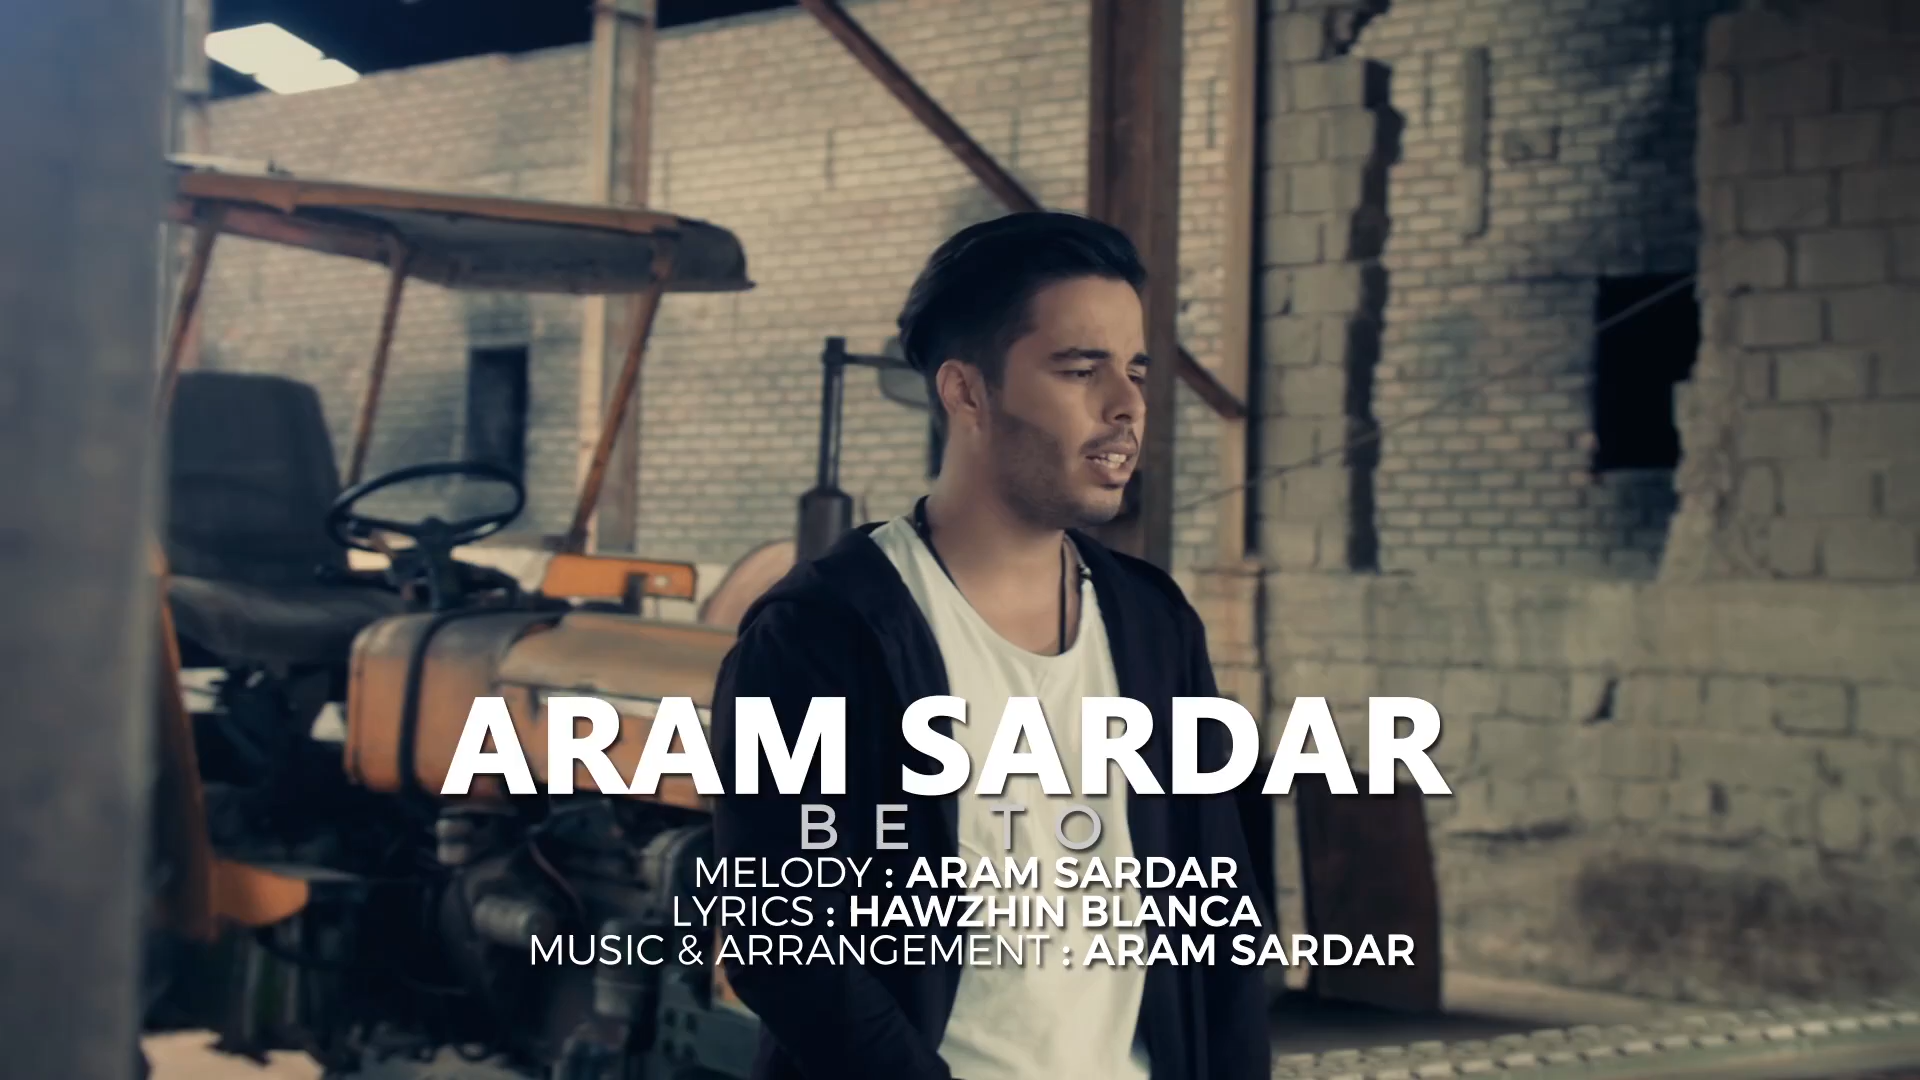 ARAM SARDAR
BE TO
MELODY : ARAM SARDAR
LYRICS : HAWZHIN BLANCA
MUSIC & ARRANGEMENT : ARAM SARDAR